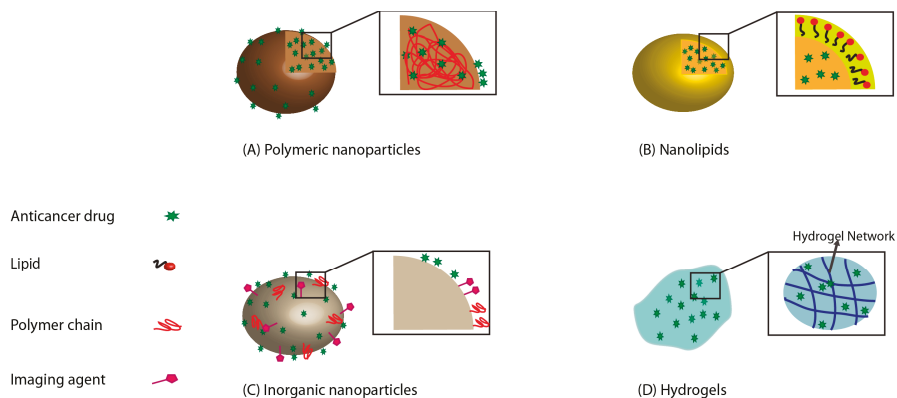 (A) Polymeric nanoparticles
(B) Nanolipids
Anticancer drug
Lipid
Polymer chain
Imaging agent
(C) Inorganic nanoparticles
Hydrogel Network
(D) Hydrogels